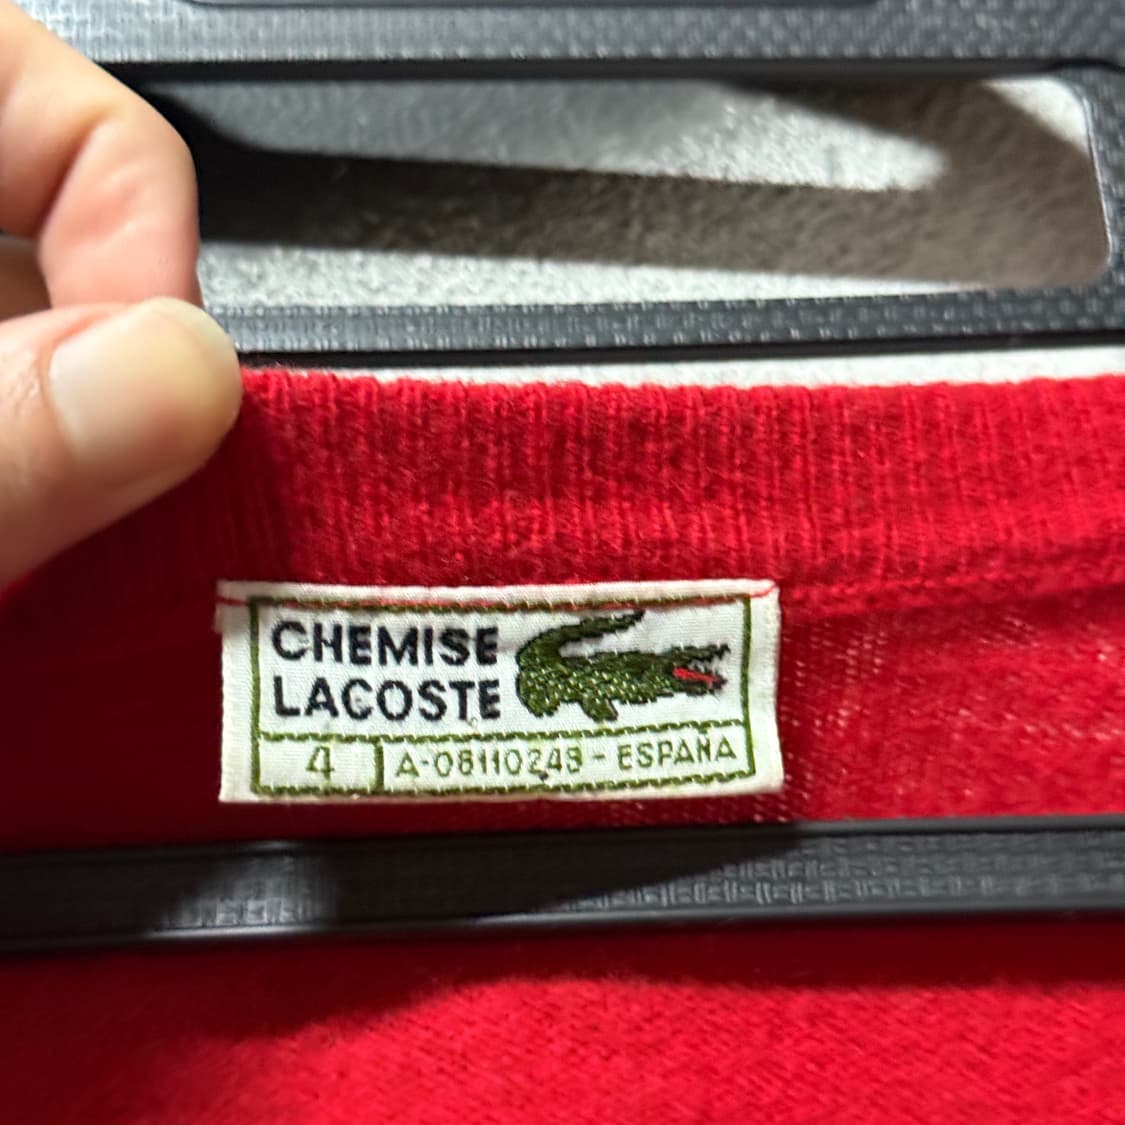 CHEMISE
LACOSTE
4 A-08110248 - ESPAÑA